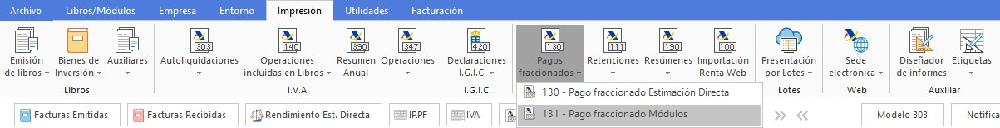 Archivo Libros/Módulos Empresa Entorno Impresión Utilidades Facturación
303 140 390 347 420 130 111 190 100
Emisión de libros
Bienes de Inversión
Auxiliares
Autoliquidaciones
Operaciones incluidas en Libros
Resumen Anual
Operaciones
Declaraciones I.G.I.C.
Pagos fraccionados
Retenciones
Resúmenes
Importación Renta Web
Presentación por Lotes
Sede electrónica
Diseñador de informes
Etiquetas
Libros I.V.A. I.G.I.C. Lotes Web Auxiliar
130 - Pago fraccionado Estimación Directa
131 - Pago fraccionado Módulos
Facturas Emitidas Facturas Recibidas Rendimiento Est. Directa IRPF IVA Modelo 303 Notifica